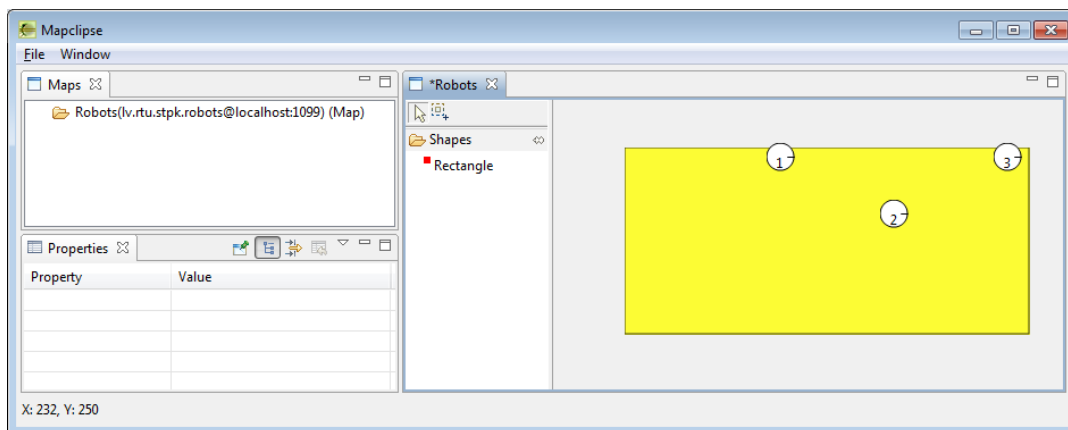 Mapclipse
File Window
Maps
Robots(lv.rtu.stpk.robots@localhost:1099) (Map)
Properties
Property Value
*Robots
Shapes
Rectangle
1
3
2
X: 232, Y: 250